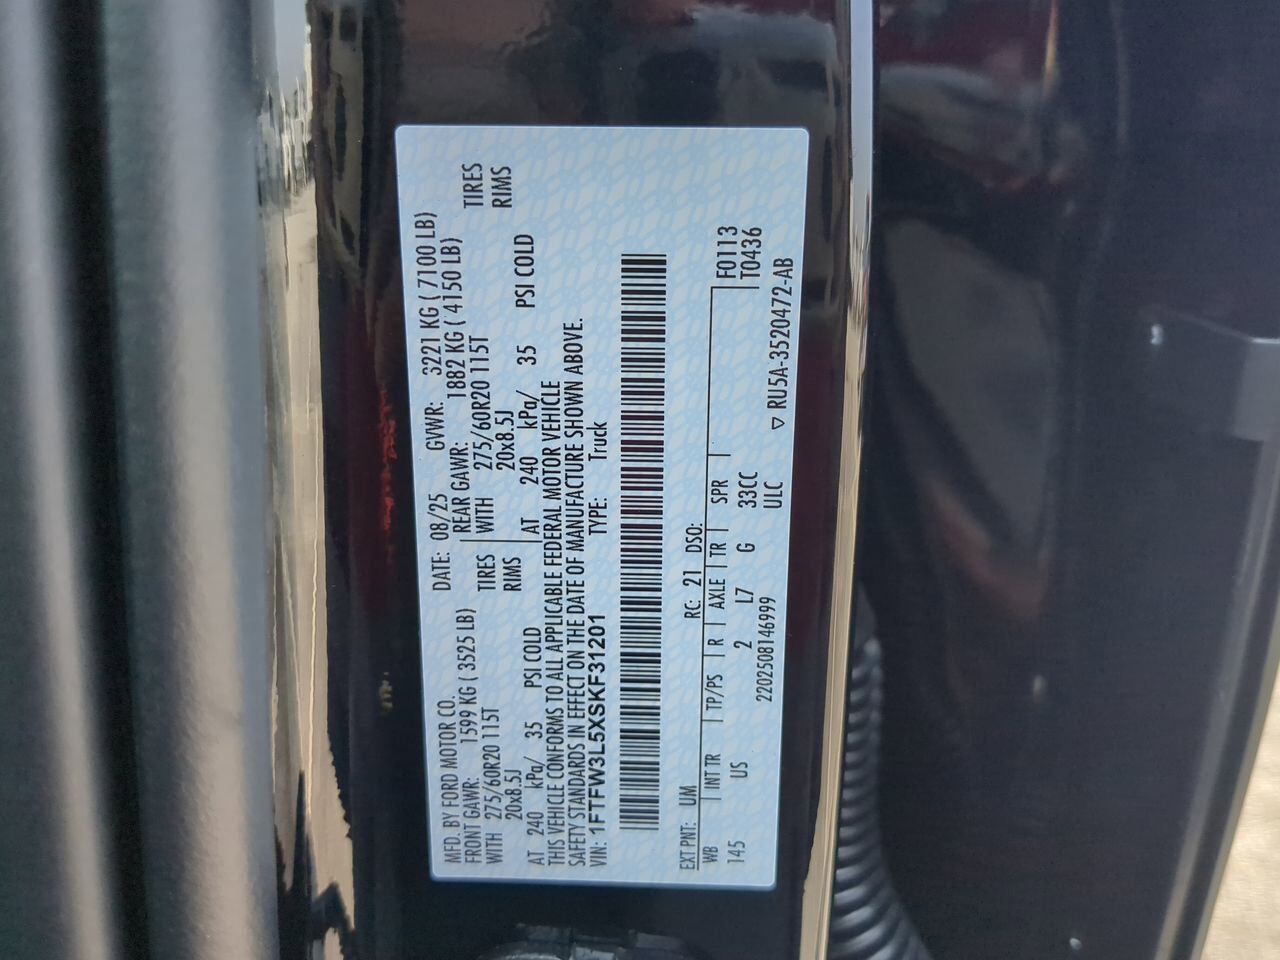 MFD. BY FORD MOTOR CO. DATE: 08/25 GVWR: 3221 KG ( 7100 LB)
FRONT GAWR: 1599 KG ( 3525 LB) REAR GAWR: 1882 KG ( 4150 LB)
WITH 275/60R20 115T TIRES WITH 275/60R20 115T TIRES
20x8.5J RIMS 20x8.5J RIMS
AT 240 kPa/ 35 PSI COLD AT 240 kPa/ 35 PSI COLD
THIS VEHICLE CONFORMS TO ALL APPLICABLE FEDERAL MOTOR VEHICLE
SAFETY STANDARDS IN EFFECT ON THE DATE OF MANUFACTURE SHOWN ABOVE.
VIN: 1FTFW3L5XSKF31201 TYPE: Truck
EXT PNT: UM RC: 21 DSO: F0113
WB INT TR TP/PS R AXLE TR SPR T0436
145 US 2 L7 G 33CC
2202508146999 ULC ▽ RU5A-3520472-AB